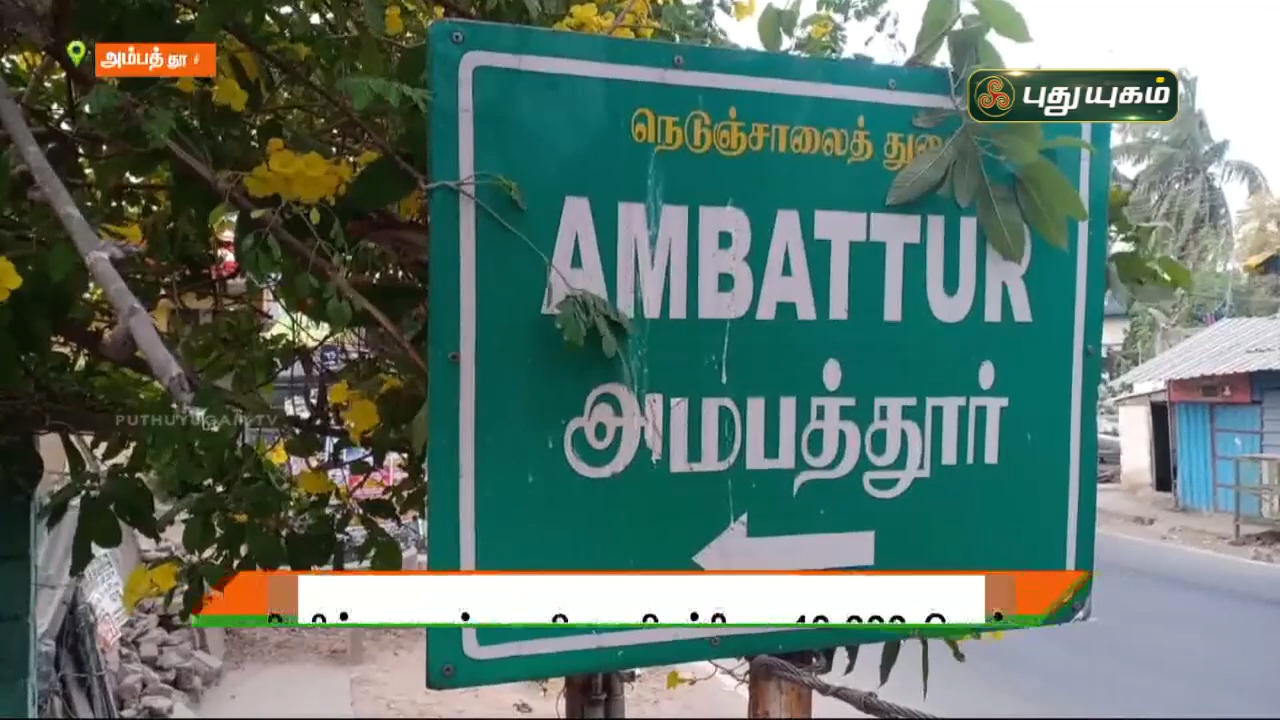 அம்பத்தூர
புதுயுகம்
நெடுஞ்சாலைத்
AMBATTUR
அமபத்தூர்
PUTHUYUGAM TV